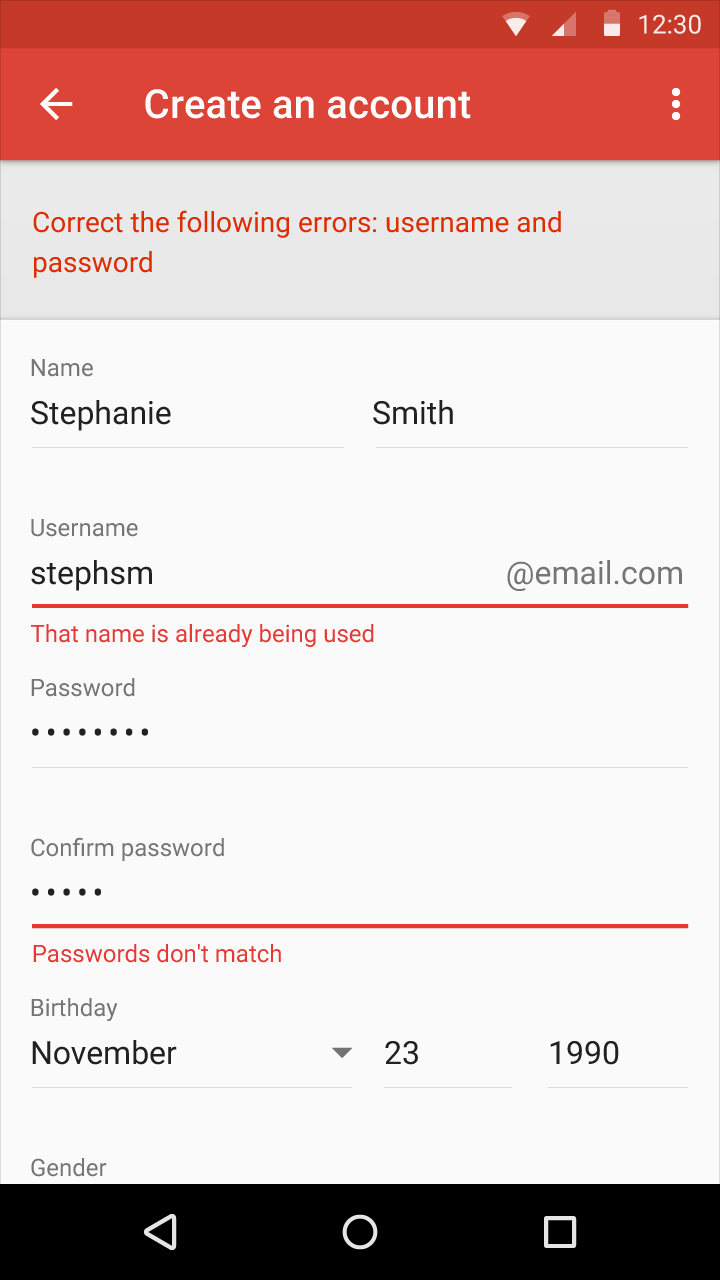 12:30
Create an account
Correct the following errors: username and
password
Name
Stephanie Smith
Username
stephsm @email.com
That name is already being used
Password
••••••••
Confirm password
•••••
Passwords don't match
Birthday
November 23 1990
Gender